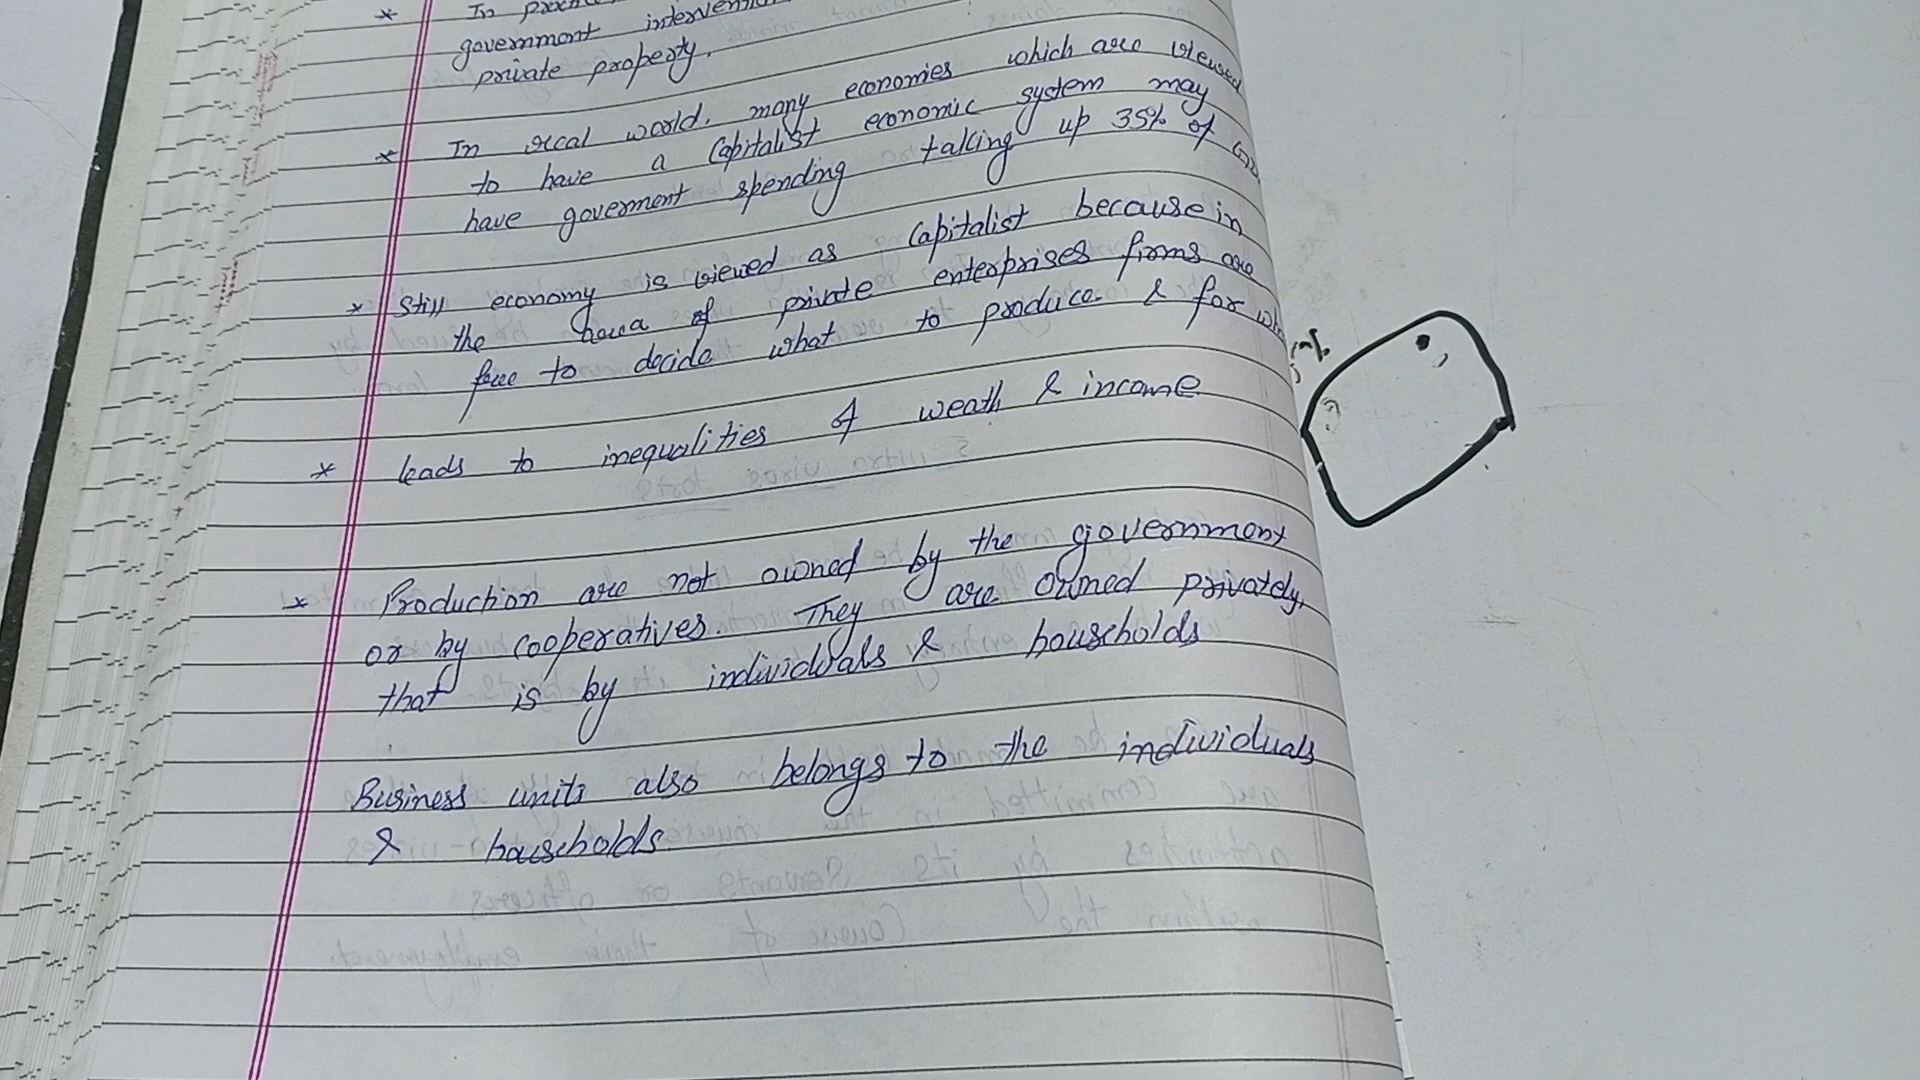 * In
government
private property.
* In real world, many economies which are viewed
to have a Capitalist economic system may
have goverment spending taking up 35% of
* Still economy is viewed as Capitalist because in
the of private enterprises firms are
free to decide what to produce & for
* leads to inequalities of weath & income
* Production are not owned by the government
or by cooperatives. They are owned privately,
that is by individuals & households
Business units also belongs to the individuals
& households